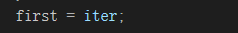 first = iter;